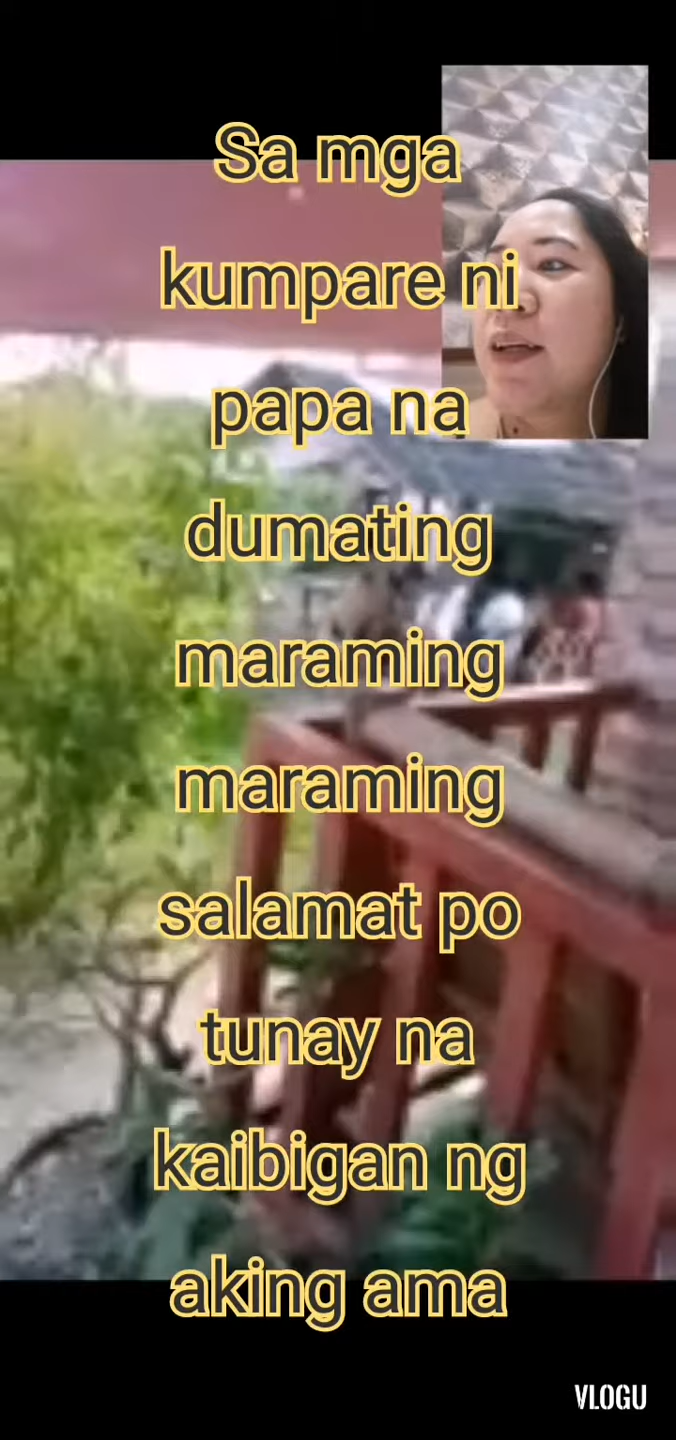 Sa mga
kumpare ni
papa na
dumating
maraming
maraming
salamat po
tunay na
kaibigan ng
aking ama
VLOGU